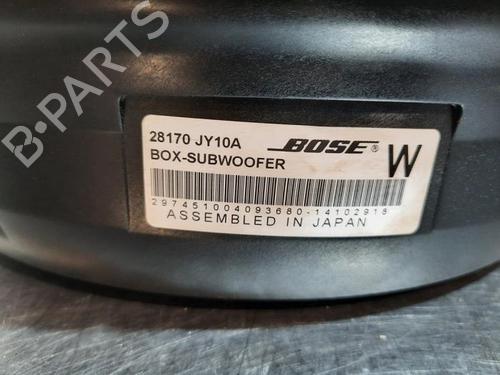 28170 JY10A BOSE® W
BOX-SUBWOOFER
297451004093680-14102918
ASSEMBLED IN JAPAN
B-PARTS